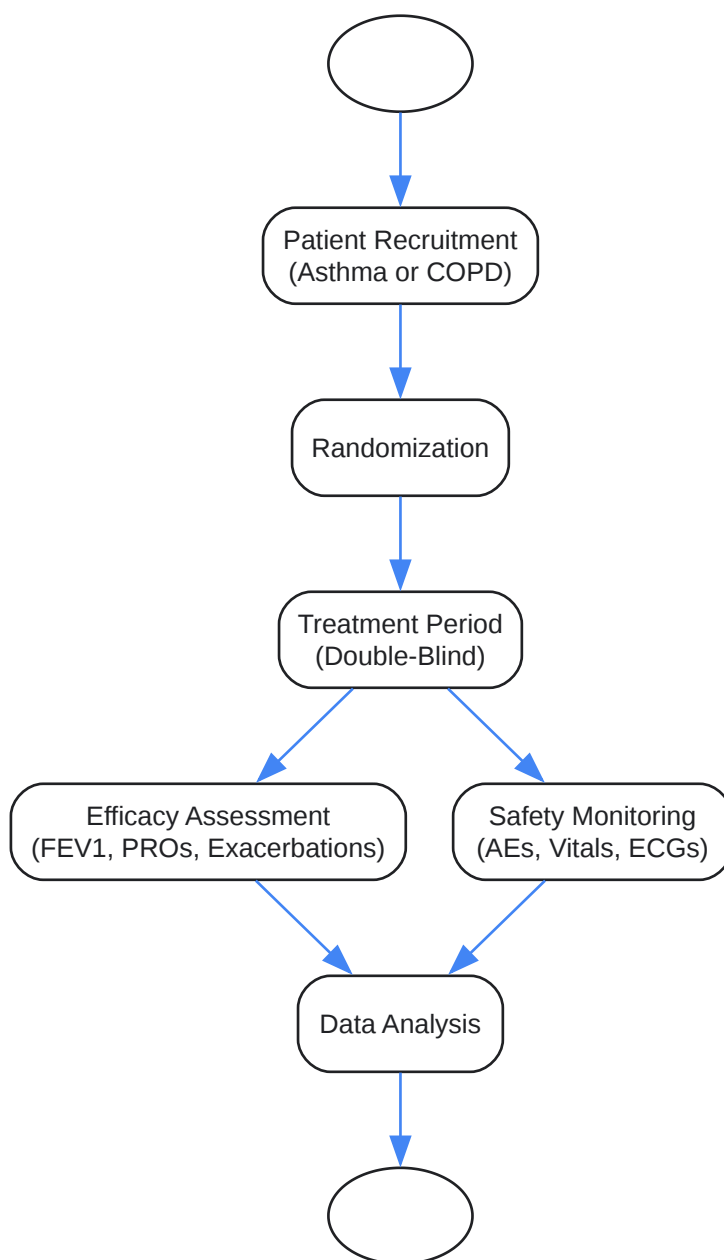 Patient Recruitment
(Asthma or COPD)
Randomization
Treatment Period
(Double-Blind)
Efficacy Assessment
(FEV1, PROs, Exacerbations)
Safety Monitoring
(AEs, Vitals, ECGs)
Data Analysis